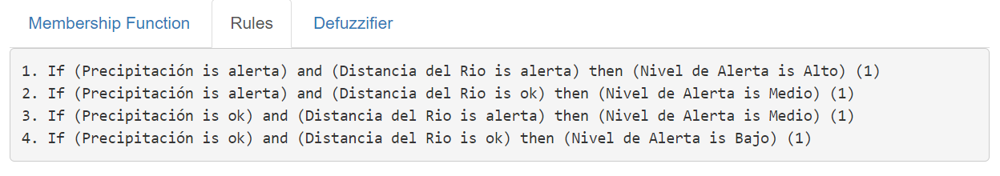 Membership Function Rules Defuzzifier
1. If (Precipitación is alerta) and (Distancia del Rio is alerta) then (Nivel de Alerta is Alto) (1)
2. If (Precipitación is alerta) and (Distancia del Rio is ok) then (Nivel de Alerta is Medio) (1)
3. If (Precipitación is ok) and (Distancia del Rio is alerta) then (Nivel de Alerta is Medio) (1)
4. If (Precipitación is ok) and (Distancia del Rio is ok) then (Nivel de Alerta is Bajo) (1)